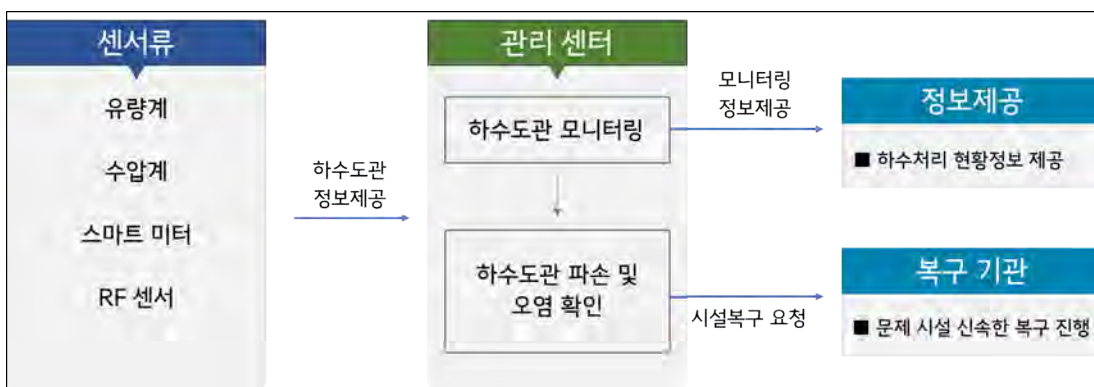 센서류
유량계
수압계
스마트 미터
RF 센서
하수도관
정보제공
관리 센터
하수도관 모니터링
하수도관 파손 및
오염 확인
모니터링
정보제공
시설복구 요청
정보제공
■ 하수처리 현황정보 제공
복구 기관
■ 문제 시설 신속한 복구 진행